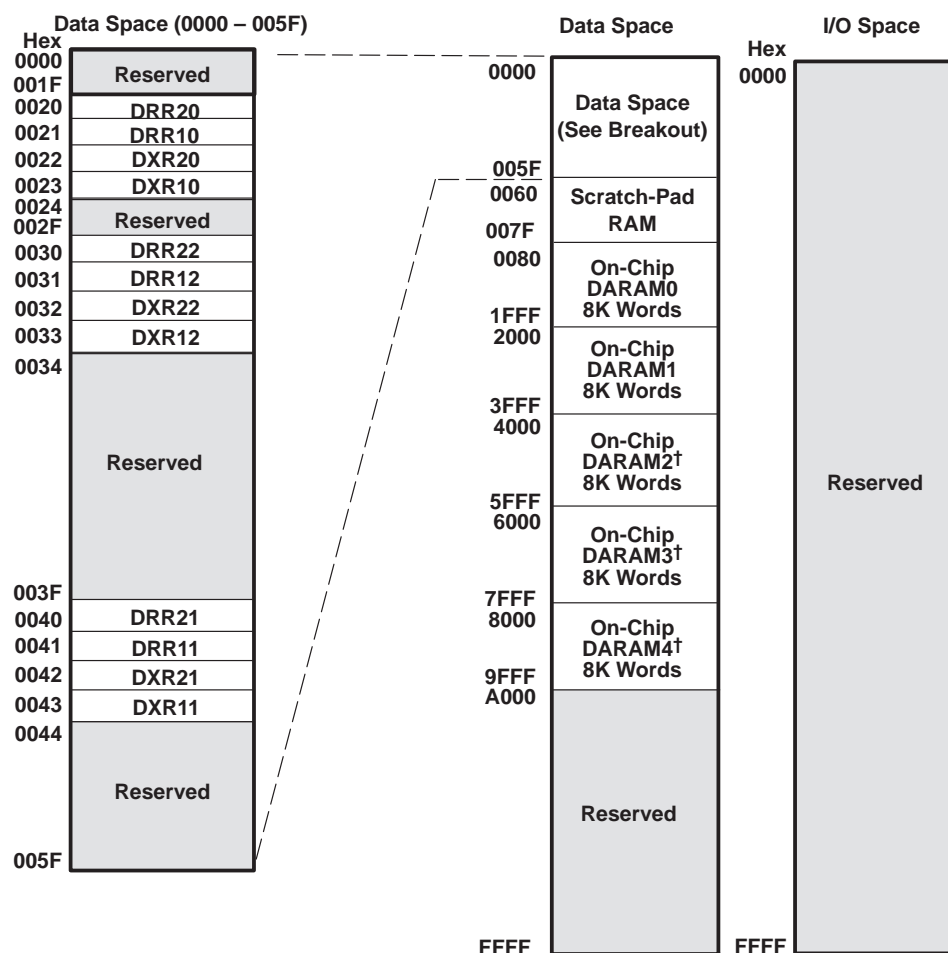 Data Space (0000 – 005F)
Hex
0000
Reserved
001F
0020
DRR20
0021
DRR10
0022
DXR20
0023
DXR10
0024
Reserved
002F
0030
DRR22
0031
DRR12
0032
DXR22
0033
DXR12
0034
Reserved
003F
0040
DRR21
0041
DRR11
0042
DXR21
0043
DXR11
0044
Reserved
005F
Data Space
0000
Data Space
(See Breakout)
005F
0060
Scratch-Pad
RAM
007F
0080
On-Chip
DARAM0
8K Words
1FFF
2000
On-Chip
DARAM1
8K Words
3FFF
4000
On-Chip
DARAM2†
8K Words
5FFF
6000
On-Chip
DARAM3†
8K Words
7FFF
8000
On-Chip
DARAM4†
8K Words
9FFF
A000
Reserved
FFFF
I/O Space
Hex
0000
Reserved
FFFF